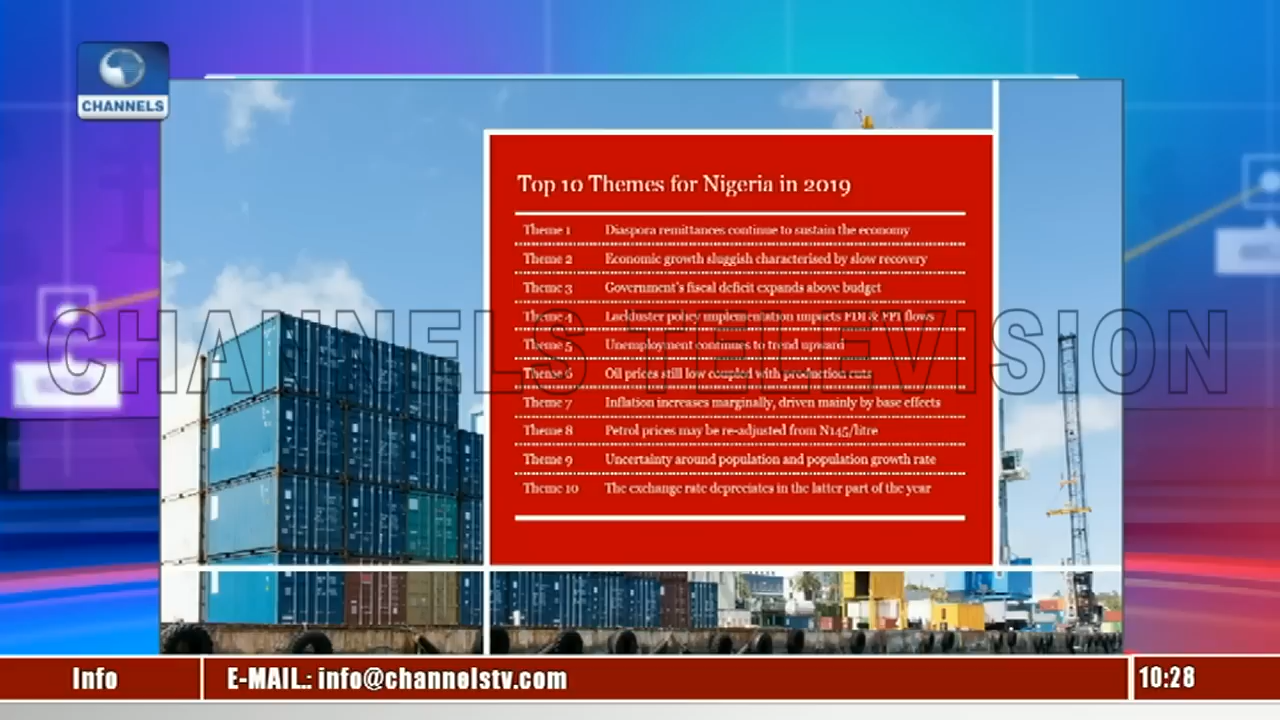 CHANNELS
Top 10 Themes for Nigeria in 2019
Theme 1 Diaspora remittances continue to sustain the economy
Theme 2 Economic growth sluggish characterised by slow recovery
Theme 3 Government's fiscal deficit expands above budget
Theme 4 Lackluster policy implementation impacts FDI & FPI flows
Theme 5 Unemployment continues to trend upward
Theme 6 Oil prices still low coupled with production cuts
Theme 7 Inflation increases marginally, driven mainly by base effects
Theme 8 Petrol prices may be re-adjusted from N145/litre
Theme 9 Uncertainty around population and population growth rate
Theme 10 The exchange rate depreciates in the latter part of the year
CHANNELS TELEVISION
Info E-MAIL.: info@channelstv.com 10:28